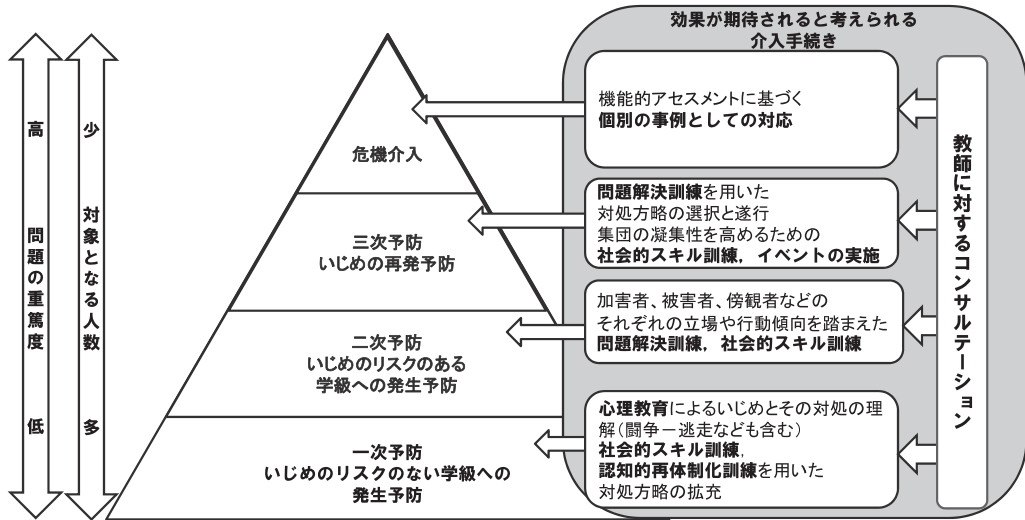 効果が期待されると考えられる
介入手続き
高
問題の重篤度
低
少
対象となる人数
多
危機介入
三次予防
いじめの再発予防
二次予防
いじめのリスクのある
学級への発生予防
一次予防
いじめのリスクのない学級への
発生予防
機能的アセスメントに基づく
個別の事例としての対応
問題解決訓練を用いた
対処方略の選択と遂行
集団の凝集性を高めるための
社会的スキル訓練，イベントの実施
加害者、被害者、傍観者などの
それぞれの立場や行動傾向を踏まえた
問題解決訓練，社会的スキル訓練
心理教育によるいじめとその対処の理
解（闘争－逃走なども含む）
社会的スキル訓練，
認知的再体制化訓練を用いた
対処方略の拡充
教師に対するコンサルテーション